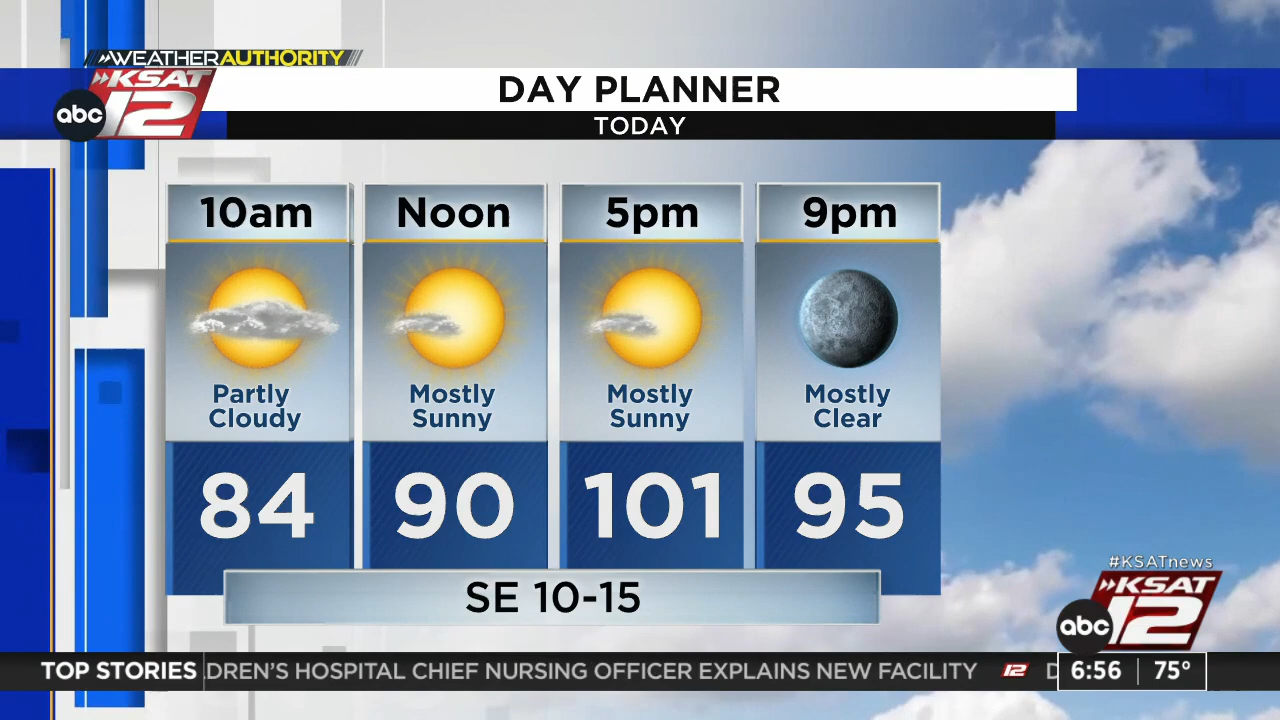 WEATHERAUTHORITY
KSAT
abc 12
DAY PLANNER
TODAY
10am Noon 5pm 9pm
Partly Cloudy
Mostly Sunny
Mostly Sunny
Mostly Clear
84 90 101 95
SE 10-15
#KSATnews
KSAT
abc 12
TOP STORIES DREN'S HOSPITAL CHIEF NURSING OFFICER EXPLAINS NEW FACILITY 12 D 6:56 75°